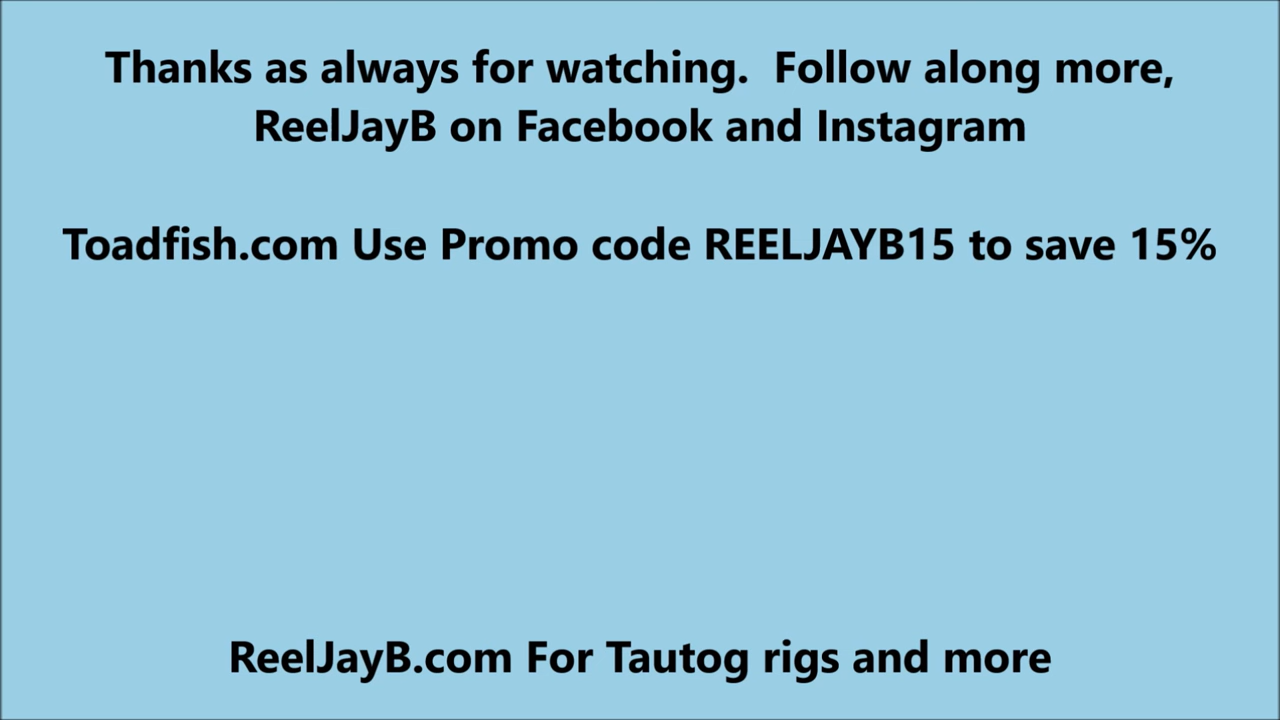 Thanks as always for watching.  Follow along more,
ReelJayB on Facebook and Instagram
Toadfish.com Use Promo code REELJAYB15 to save 15%
ReelJayB.com For Tautog rigs and more